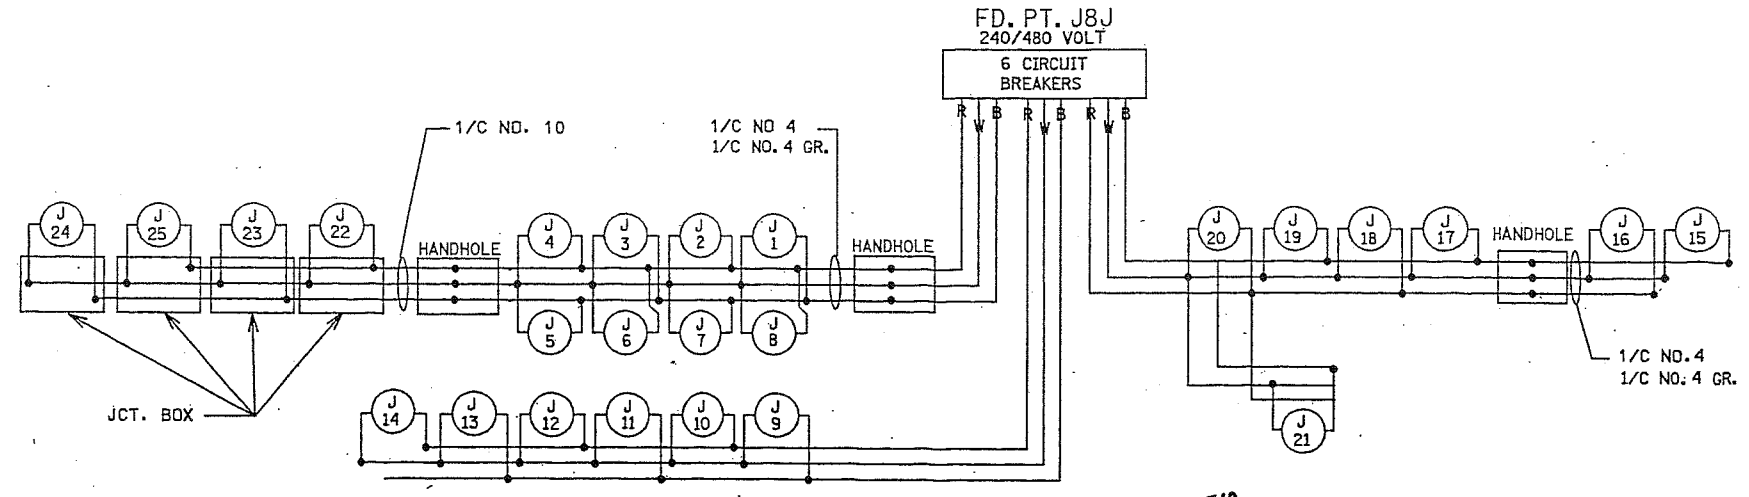 FD. PT. J8J
240/480 VOLT
6 CIRCUIT
BREAKERS
R W B R W B R W B
1/C NO. 10
1/C NO 4
1/C NO. 4 GR.
J 24
J 25
J 23
J 22
HANDHOLE
J 4
J 3
J 2
J 1
HANDHOLE
J 20
J 19
J 18
J 17
HANDHOLE
J 16
J 15
J 5
J 6
J 7
J 8
1/C NO. 4
1/C NO. 4 GR.
JCT. BOX
J 14
J 13
J 12
J 11
J 10
J 9
J 21